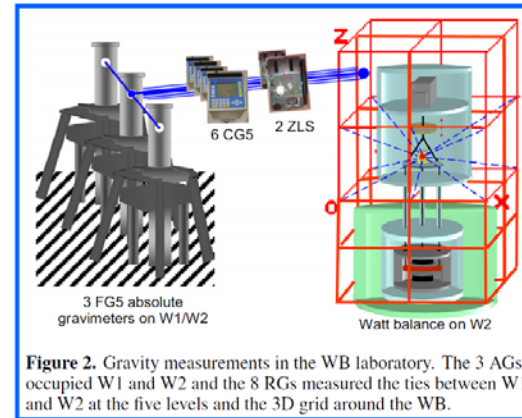 Z
6 CG5
2 ZLS
O
X
3 FG5 absolute
gravimeters on W1/W2
Watt balance on W2
Figure 2. Gravity measurements in the WB laboratory. The 3 AGs
occupied W1 and W2 and the 8 RGs measured the ties between W1
and W2 at the five levels and the 3D grid around the WB.